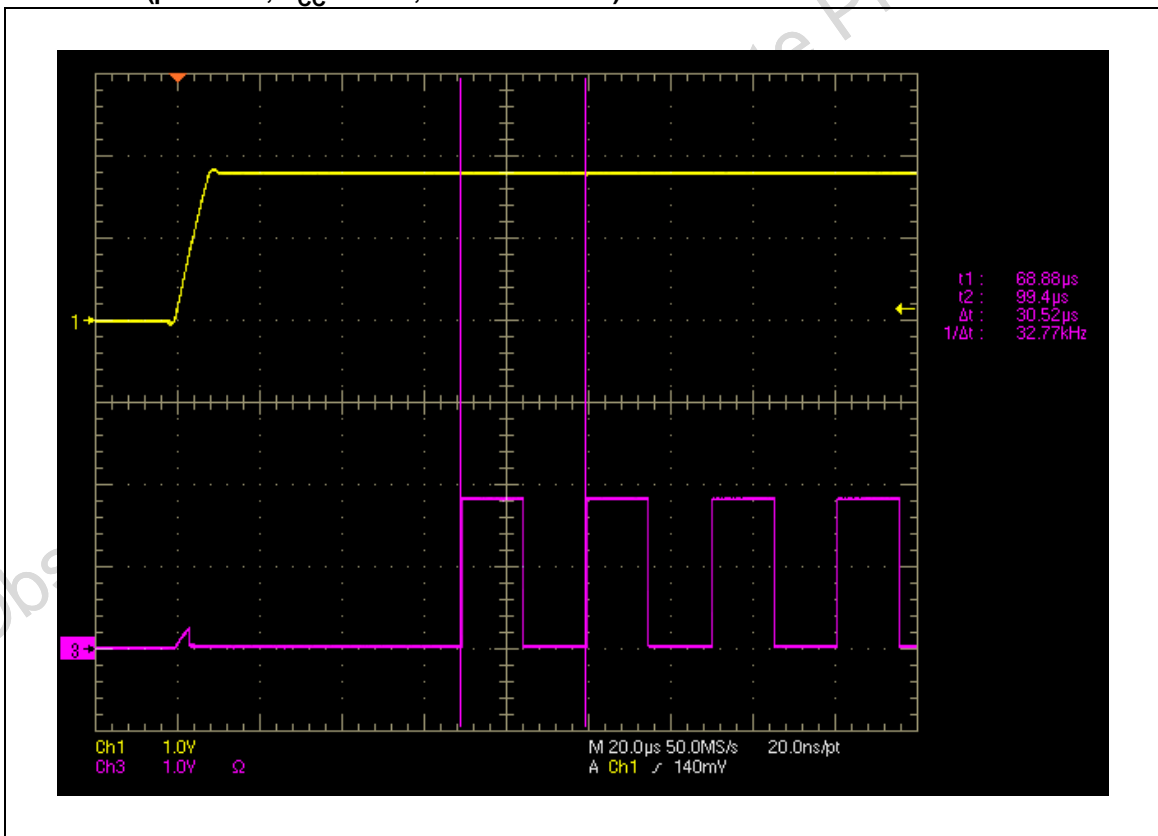 1
t1 : 68.88µs
t2 : 99.4µs
Δt : 30.52µs
1/Δt : 32.77kHz
3
Ch1 1.0V
Ch3 1.0V Ω
M 20.0µs 50.0MS/s 20.0ns/pt
A Ch1 ∕ 140mV